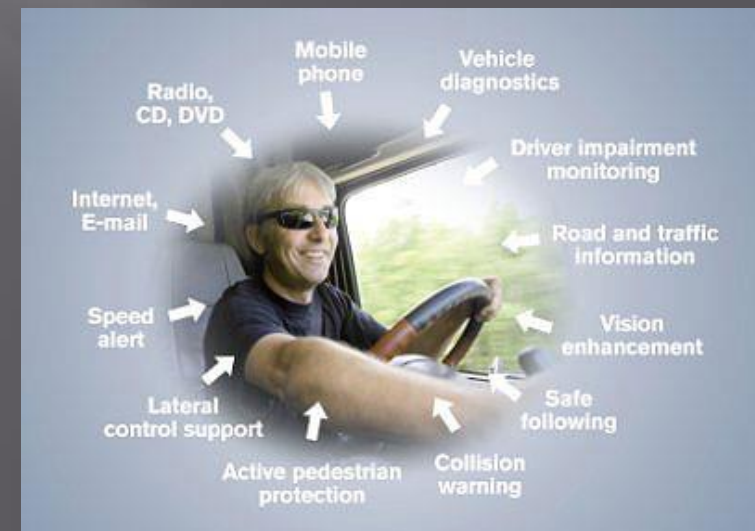 Mobile
phone
Vehicle
diagnostics
Driver impairment
monitoring
Road and traffic
information
Vision
enhancement
Safe
following
Collision
warning
Active pedestrian
protection
Lateral
control support
Speed
alert
Internet,
E-mail
Radio,
CD, DVD